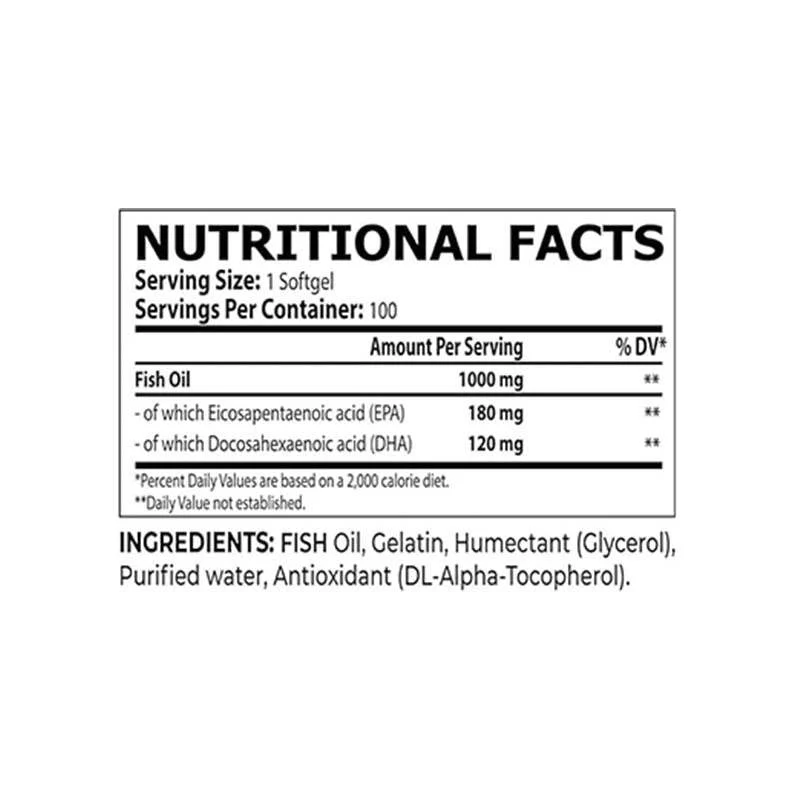 NUTRITIONAL FACTS
Serving Size: 1 Softgel
Servings Per Container: 100
Amount Per Serving % DV*
Fish Oil 1000 mg **
- of which Eicosapentaenoic acid (EPA) 180 mg **
- of which Docosahexaenoic acid (DHA) 120 mg **
*Percent Daily Values are based on a 2,000 calorie diet.
**Daily Value not established.
INGREDIENTS: FISH Oil, Gelatin, Humectant (Glycerol),
Purified water, Antioxidant (DL-Alpha-Tocopherol).